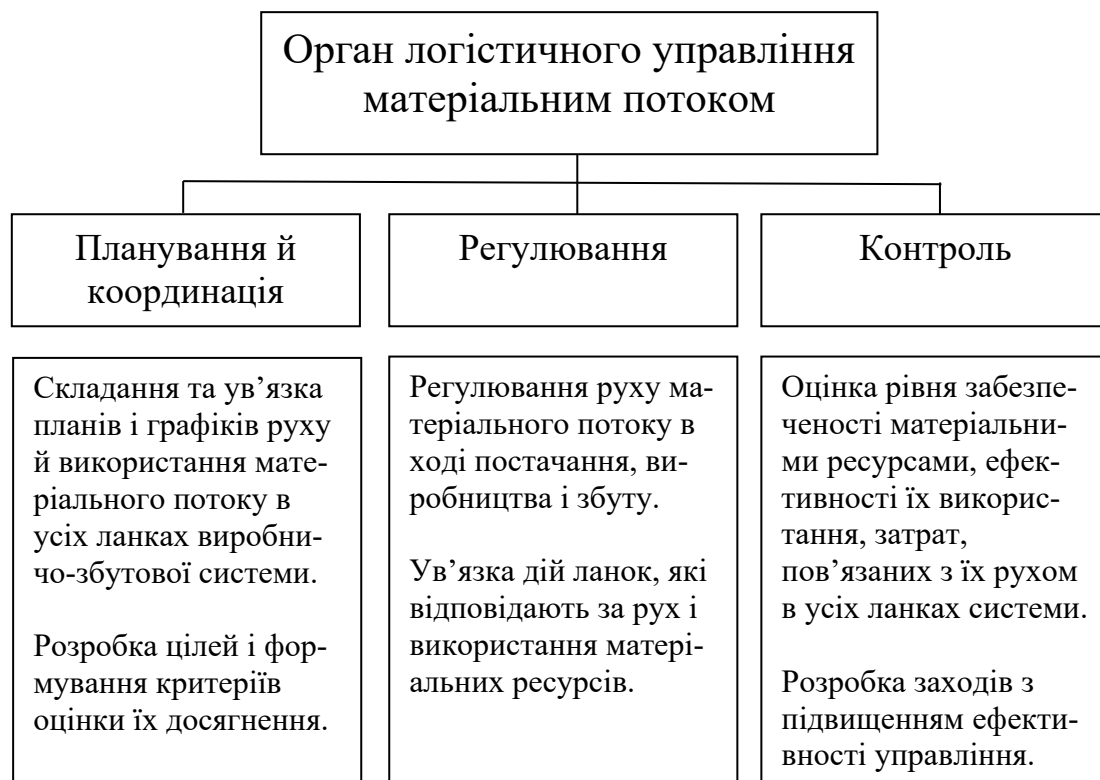 Орган логістичного управління
матеріальним потоком
Планування й
координація
Регулювання
Контроль
Складання та ув’язка
планів і графіків руху
й використання мате-
ріального потоку в
усіх ланках виробни-
чо-збутової системи.
Розробка цілей і фор-
мування критеріїв
оцінки їх досягнення.
Регулювання руху ма-
теріального потоку в
ході постачання, ви-
робництва і збуту.
Ув’язка дій ланок, які
відповідають за рух і
використання матері-
альних ресурсів.
Оцінка рівня забезпе-
ченості матеріальни-
ми ресурсами, ефек-
тивності їх викорис-
тання, затрат,
пов’язаних з їх рухом
в усіх ланках системи.
Розробка заходів з
підвищенням ефекти-
вності управління.